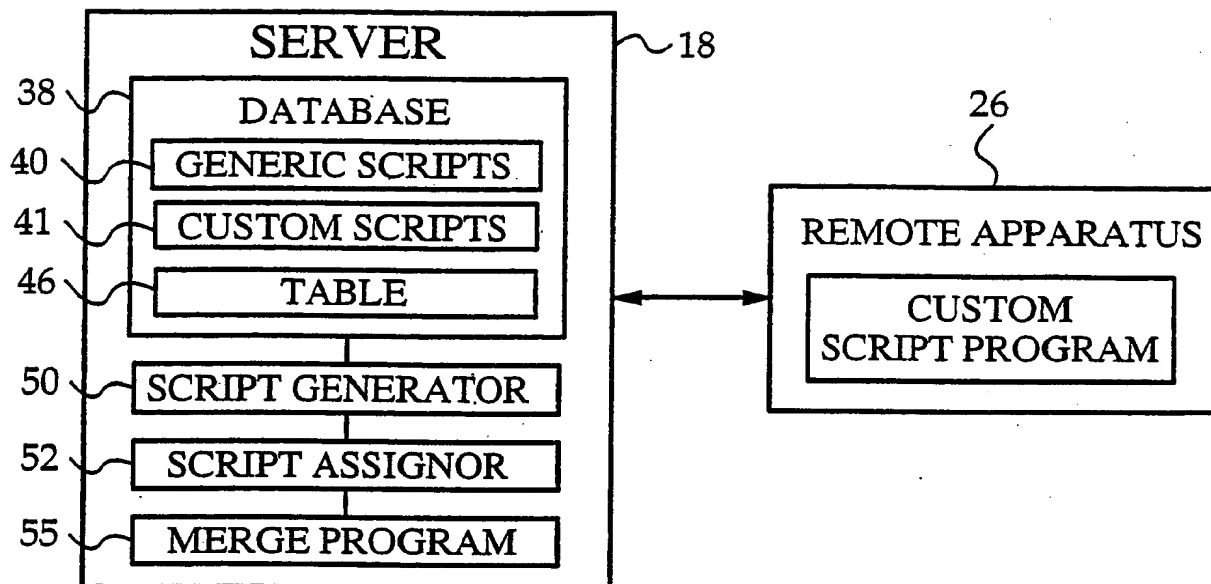 SERVER
18
38
DATABASE
40
GENERIC SCRIPTS
41
CUSTOM SCRIPTS
46
TABLE
50
SCRIPT GENERATOR
52
SCRIPT ASSIGNOR
55
MERGE PROGRAM
26
REMOTE APPARATUS
CUSTOM
SCRIPT PROGRAM